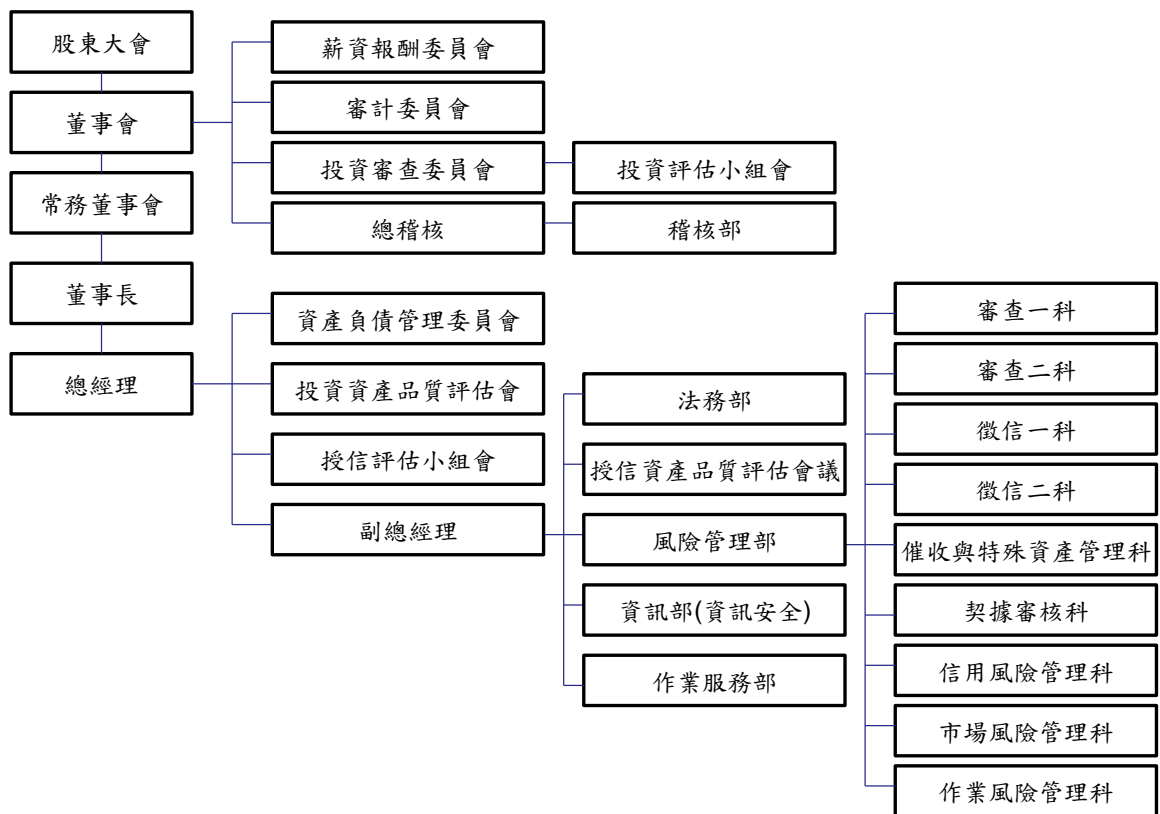 股東大會
董事會
常務董事會
董事長
總經理
薪資報酬委員會
審計委員會
投資審查委員會
總稽核
投資評估小組會
稽核部
資產負債管理委員會
投資資產品質評估會
授信評估小組會
副總經理
法務部
授信資產品質評估會議
風險管理部
資訊部(資訊安全)
作業服務部
審查一科
審查二科
徵信一科
徵信二科
催收與特殊資產管理科
契據審核科
信用風險管理科
市場風險管理科
作業風險管理科